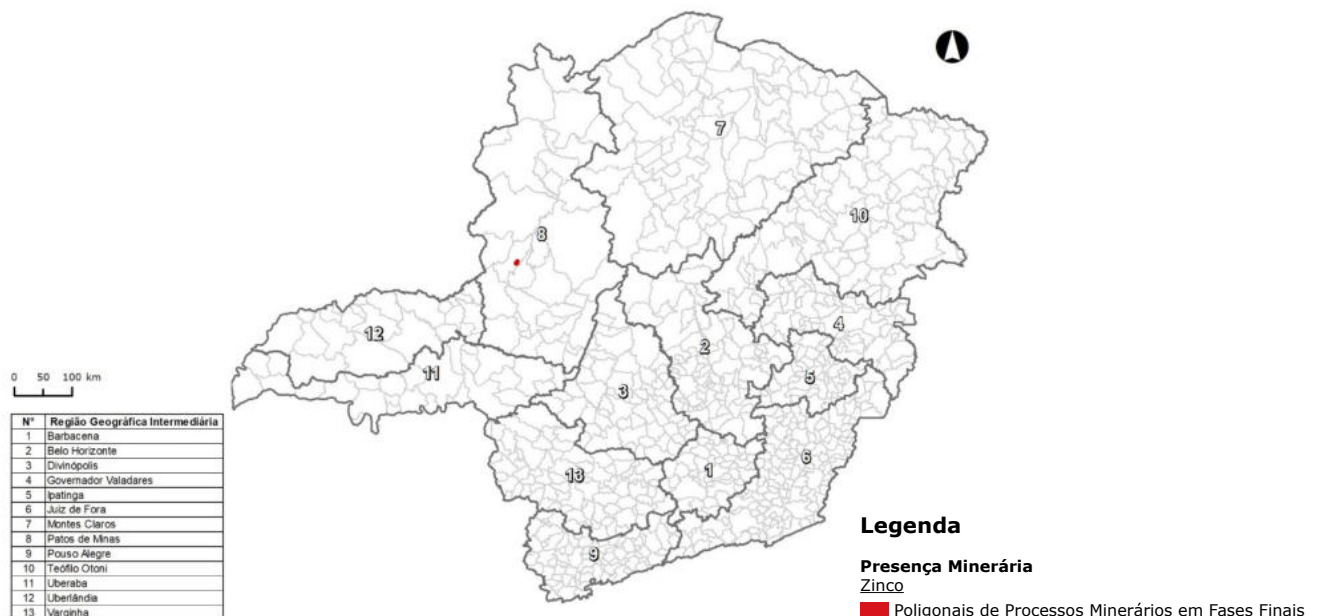 7
10
8
4
12
2
11
5
3
6
1
13
9
0 50 100 km
N° Região Geográfica Intermediária
1 Barbacena
2 Belo Horizonte
3 Divinópolis
4 Governador Valadares
5 Ipatinga
6 Juiz de Fora
7 Montes Claros
8 Patos de Minas
9 Pouso Alegre
10 Teófilo Otoni
11 Uberaba
12 Uberlândia
13 Varginha
Legenda
Presença Minerária
Zinco
Poligonais de Processos Minerários em Fases Finais